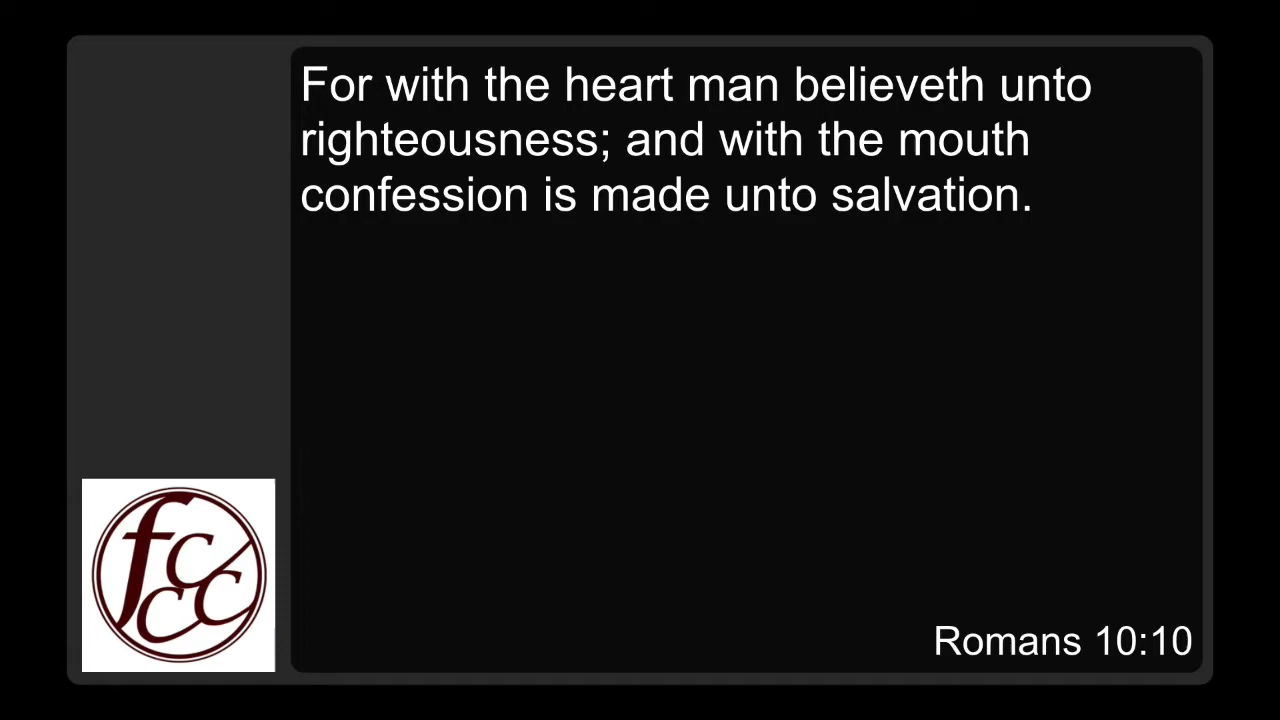 For with the heart man believeth unto
righteousness; and with the mouth
confession is made unto salvation.
fcccc
Romans 10:10